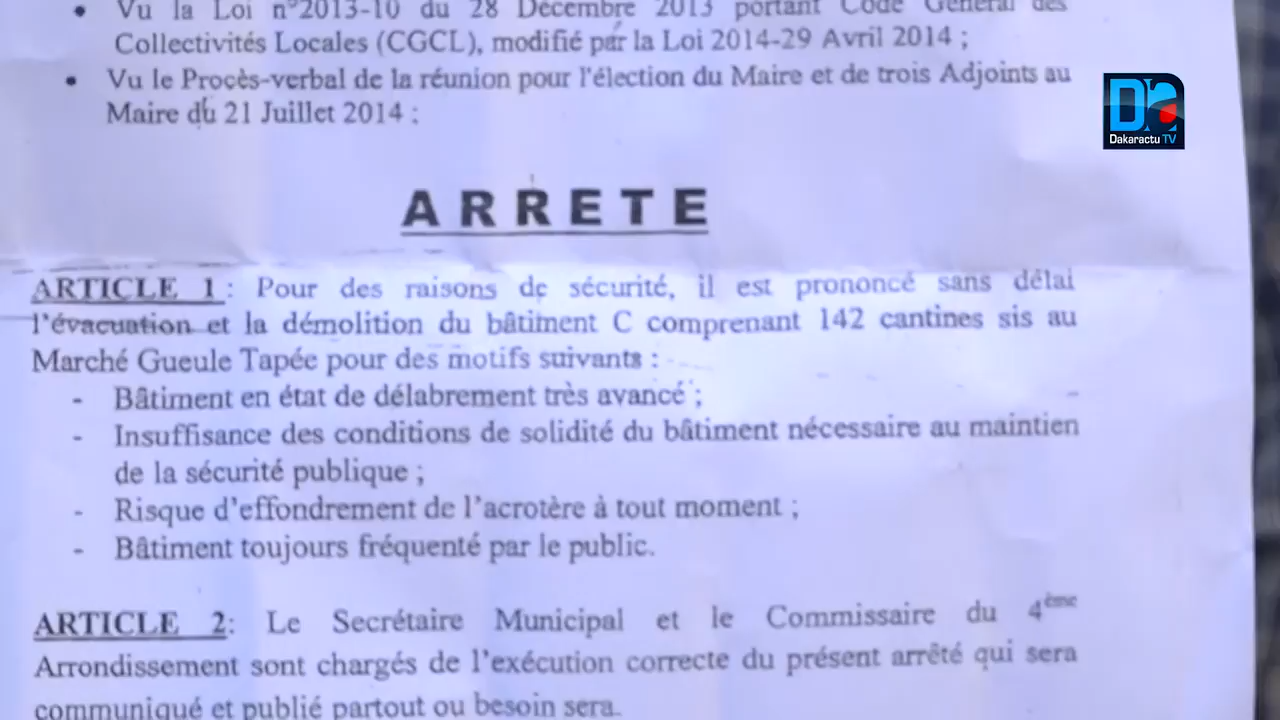 • Vu la Loi n°2013-10 du 28 Décembre 2013 portant Code Général des
Collectivités Locales (CGCL), modifié par la Loi 2014-29 Avril 2014 ;
• Vu le Procès-verbal de la réunion pour l'élection du Maire et de trois Adjoints au
Maire du 21 Juillet 2014 ;
Dakaractu TV
ARRETE
ARTICLE 1 : Pour des raisons de sécurité, il est prononcé sans délai
l'évacuation et la démolition du bâtiment C comprenant 142 cantines sis au
Marché Gueule Tapée pour des motifs suivants :
- Bâtiment en état de délabrement très avancé ;
- Insuffisance des conditions de solidité du bâtiment nécessaire au maintien
de la sécurité publique ;
- Risque d'effondrement de l'acrotère à tout moment ;
- Bâtiment toujours fréquenté par le public.
ARTICLE 2: Le Secrétaire Municipal et le Commissaire du 4ème
Arrondissement sont chargés de l'exécution correcte du présent arrêté qui sera
communiqué et publié partout ou besoin sera.